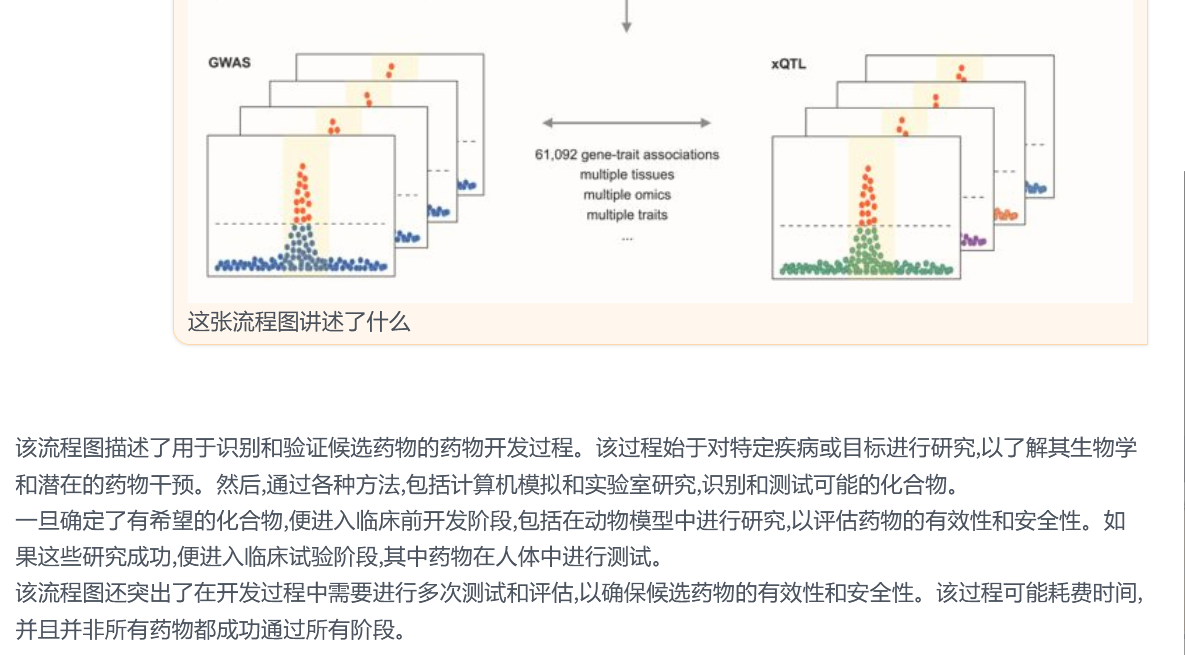 GWAS
xQTL
61,092 gene-trait associations
multiple tissues
multiple omics
multiple traits
...
这张流程图讲述了什么
该流程图描述了用于识别和验证候选药物的药物开发过程。该过程始于对特定疾病或目标进行研究,以了解其生物学
和潜在的药物干预。然后,通过各种方法,包括计算机模拟和实验室研究,识别和测试可能的化合物。
一旦确定了有希望的化合物,便进入临床前开发阶段,包括在动物模型中进行研究,以评估药物的有效性和安全性。如
果这些研究成功,便进入临床试验阶段,其中药物在人体中进行测试。
该流程图还突出了在开发过程中需要进行多次测试和评估,以确保候选药物的有效性和安全性。该过程可能耗费时间,
并且并非所有药物都成功通过所有阶段。